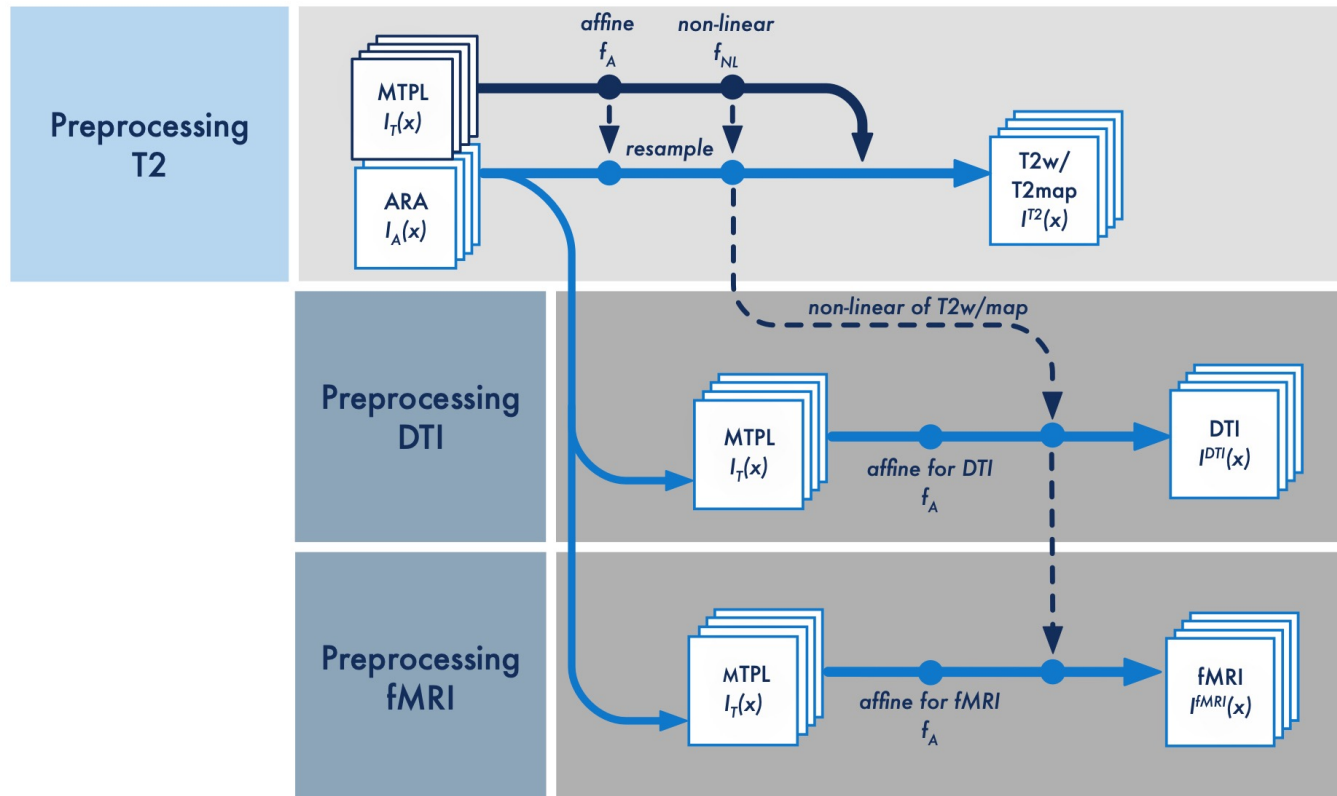 Preprocessing
T2
MTPL
I_T(x)
ARA
I_A(x)
affine
f_A
non-linear
f_NL
resample
T2w/
T2map
I^T2(x)
non-linear of T2w/map
Preprocessing
DTI
MTPL
I_T(x)
affine for DTI
f_A
DTI
I^DTI(x)
Preprocessing
fMRI
MTPL
I_T(x)
affine for fMRI
f_A
fMRI
I^fMRI(x)